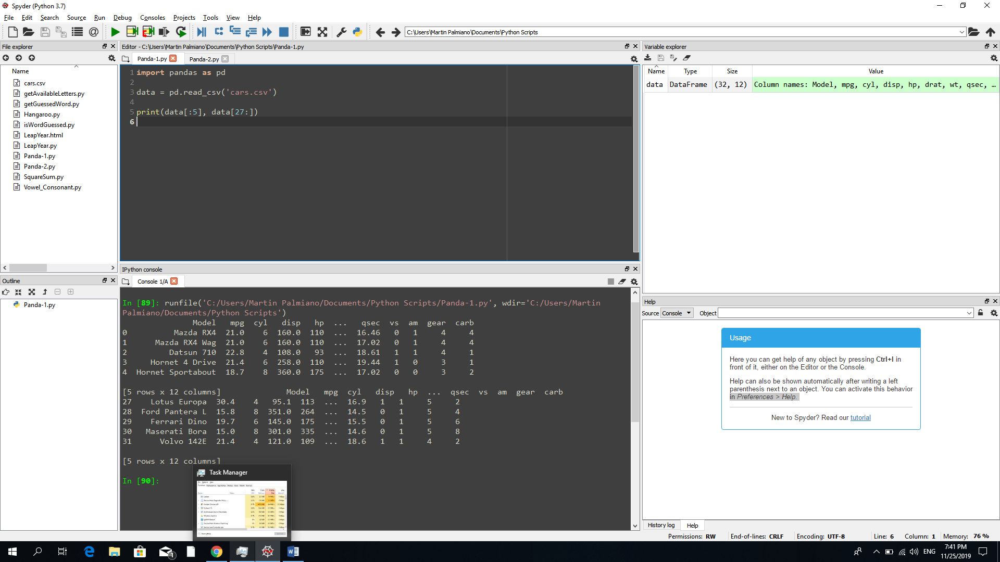 Spyder (Python 3.7)
File Edit Search Source Run Debug Consoles Projects Tools View Help
C:\Users\Martin Palmiano\Documents\Python Scripts
File explorer
Name
cars.csv
getAvailableLetters.py
getGuessedWord.py
Hangaroo.py
isWordGuessed.py
LeapYear.html
LeapYear.py
Panda-1.py
Panda-2.py
SquareSum.py
Vowel_Consonant.py
Outline
Panda-1.py
Editor - C:\Users\Martin Palmiano\Documents\Python Scripts\Panda-1.py
Panda-1.py Panda-2.py
1 import pandas as pd
2
3 data = pd.read_csv('cars.csv')
4
5 print(data[:5], data[27:])
6
IPython console
Console 1/A
In [89]: runfile('C:/Users/Martin Palmiano/Documents/Python Scripts/Panda-1.py', wdir='C:/Users/Martin
Palmiano/Documents/Python Scripts')
Model mpg cyl disp hp ... qsec vs am gear carb
0 Mazda RX4 21.0 6 160.0 110 ... 16.46 0 1 4 4
1 Mazda RX4 Wag 21.0 6 160.0 110 ... 17.02 0 1 4 4
2 Datsun 710 22.8 4 108.0 93 ... 18.61 1 1 4 1
3 Hornet 4 Drive 21.4 6 258.0 110 ... 19.44 1 0 3 1
4 Hornet Sportabout 18.7 8 360.0 175 ... 17.02 0 0 3 2
[5 rows x 12 columns] Model mpg cyl disp hp ... qsec vs am gear carb
27 Lotus Europa 30.4 4 95.1 113 ... 16.9 1 1 5 2
28 Ford Pantera L 15.8 8 351.0 264 ... 14.5 0 1 5 4
29 Ferrari Dino 19.7 6 145.0 175 ... 15.5 0 1 5 6
30 Maserati Bora 15.0 8 301.0 335 ... 14.6 0 1 5 8
31 Volvo 142E 21.4 4 121.0 109 ... 18.6 1 1 4 2
[5 rows x 12 columns]
In [90]:
Task Manager
Variable explorer
Name Type Size Value
data DataFrame (32, 12) Column names: Model, mpg, cyl, disp, hp, drat, wt, qsec, ...
Help
Source Console Object
Usage
Here you can get help of any object by pressing Ctrl+I in
front of it, either on the Editor or the Console.
Help can also be shown automatically after writing a left
parenthesis next to an object. You can activate this behavior
in Preferences > Help.
New to Spyder? Read our tutorial
History log Help
Permissions: RW End-of-lines: CRLF Encoding: UTF-8 Line: 6 Column: 1 Memory: 76 %
1
ENG
7:41 PM
11/25/2019